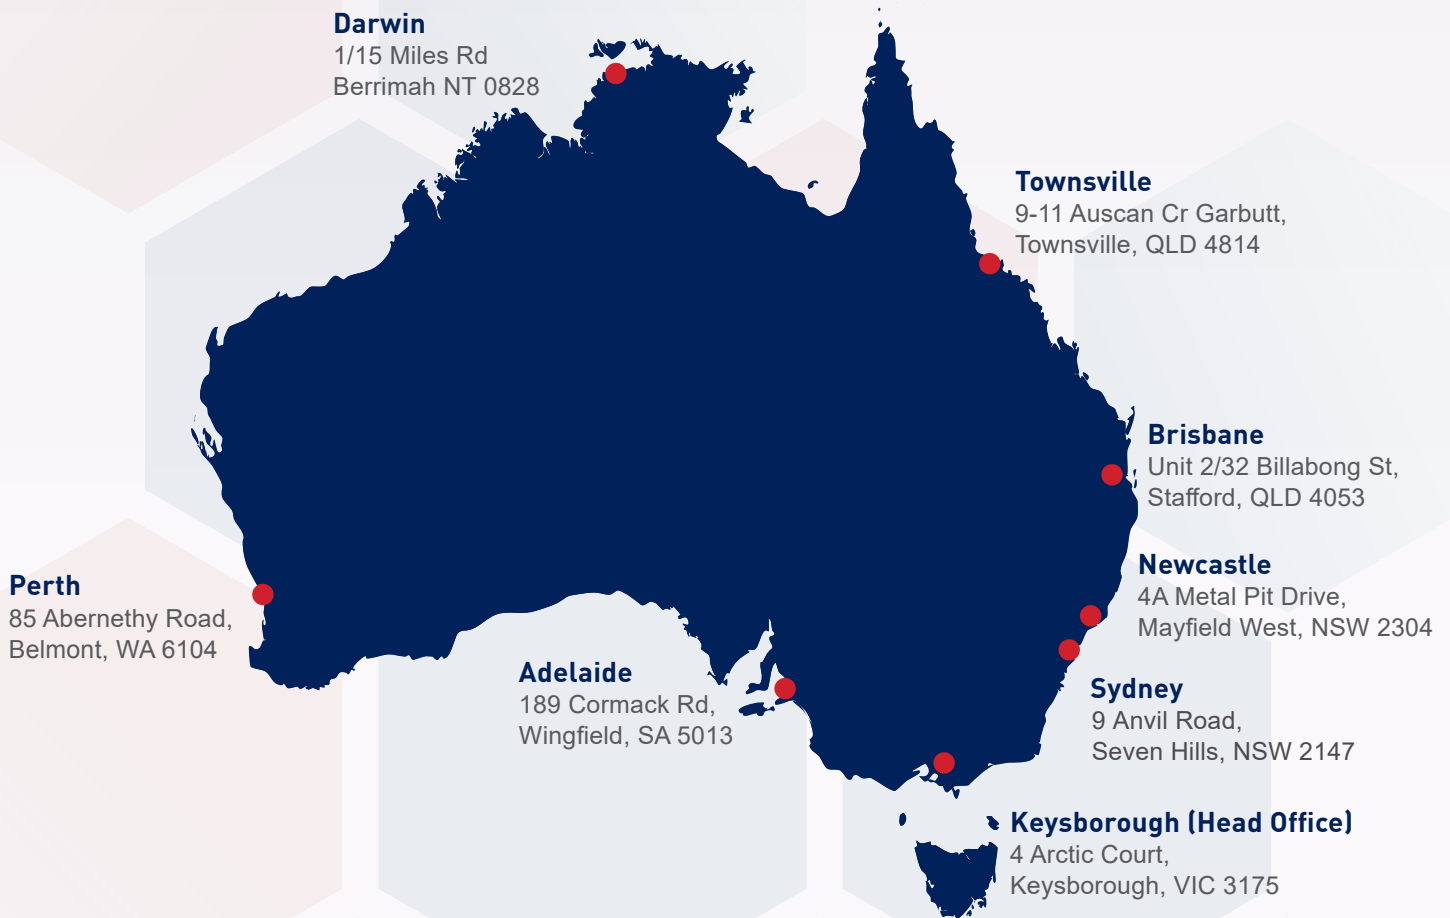 Darwin
1/15 Miles Rd
Berrimah NT 0828
Townsville
9-11 Auscan Cr Garbutt,
Townsville, QLD 4814
Brisbane
Unit 2/32 Billabong St,
Stafford, QLD 4053
Newcastle
4A Metal Pit Drive,
Mayfield West, NSW 2304
Perth
85 Abernethy Road,
Belmont, WA 6104
Adelaide
189 Cormack Rd,
Wingfield, SA 5013
Sydney
9 Anvil Road,
Seven Hills, NSW 2147
Keysborough (Head Office)
4 Arctic Court,
Keysborough, VIC 3175